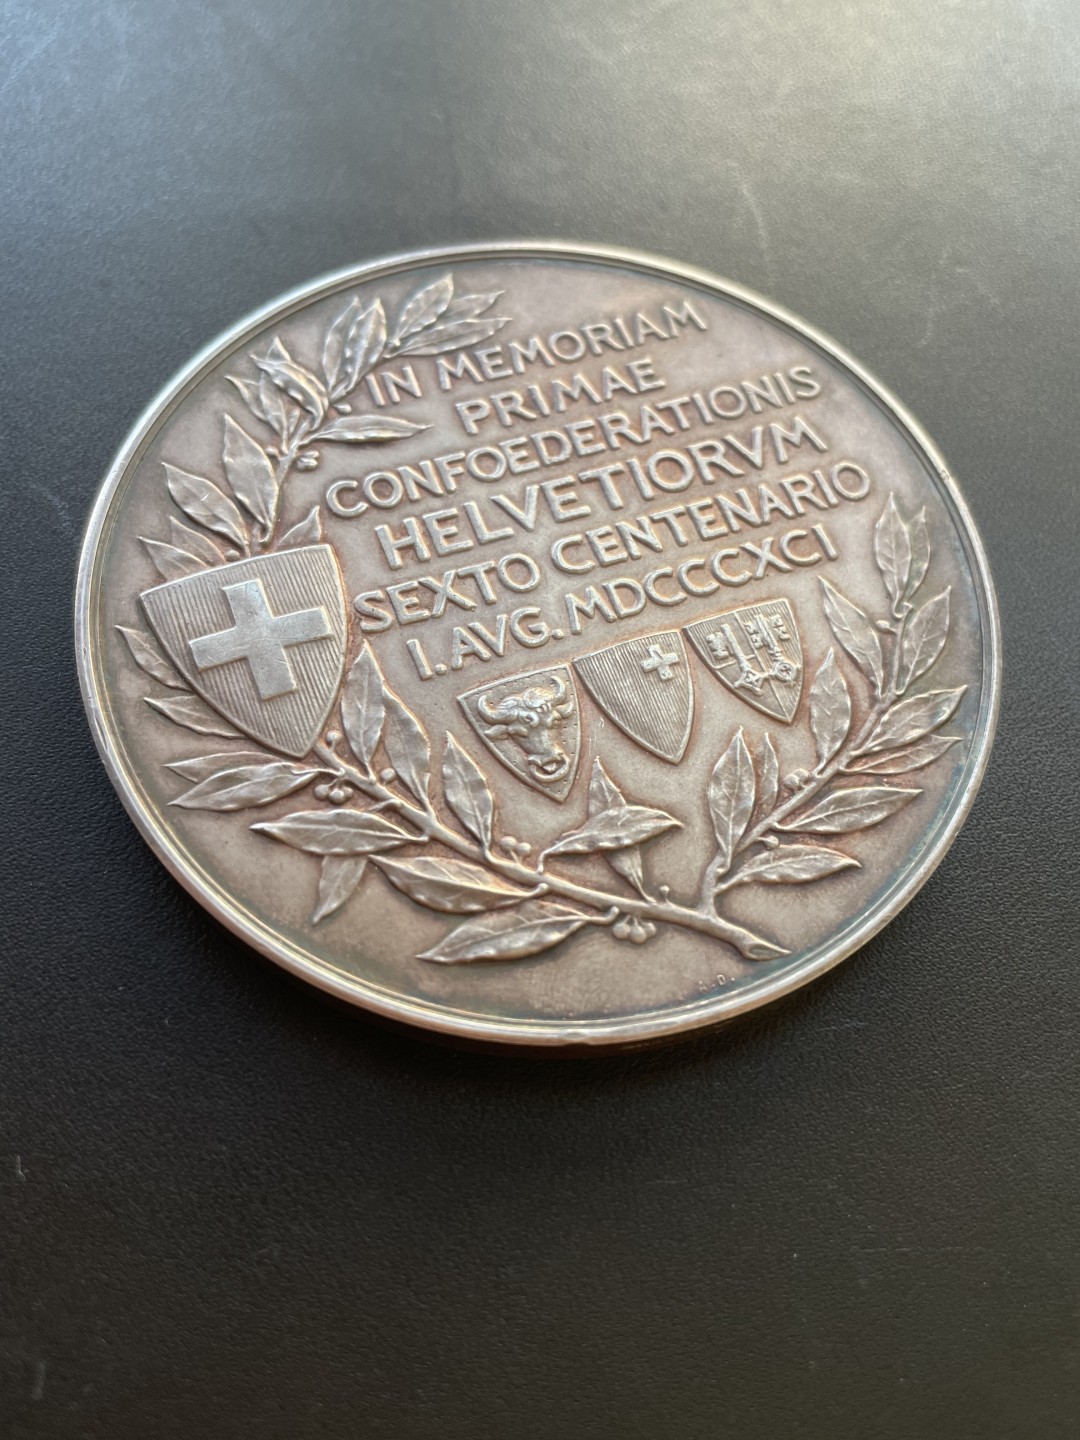 IN MEMORIAM
PRIMAE
CONFOEDERATIONIS
HELVETIORVM
SEXTO CENTENARIO
I. AVG. MDCCCXCI
A.D.